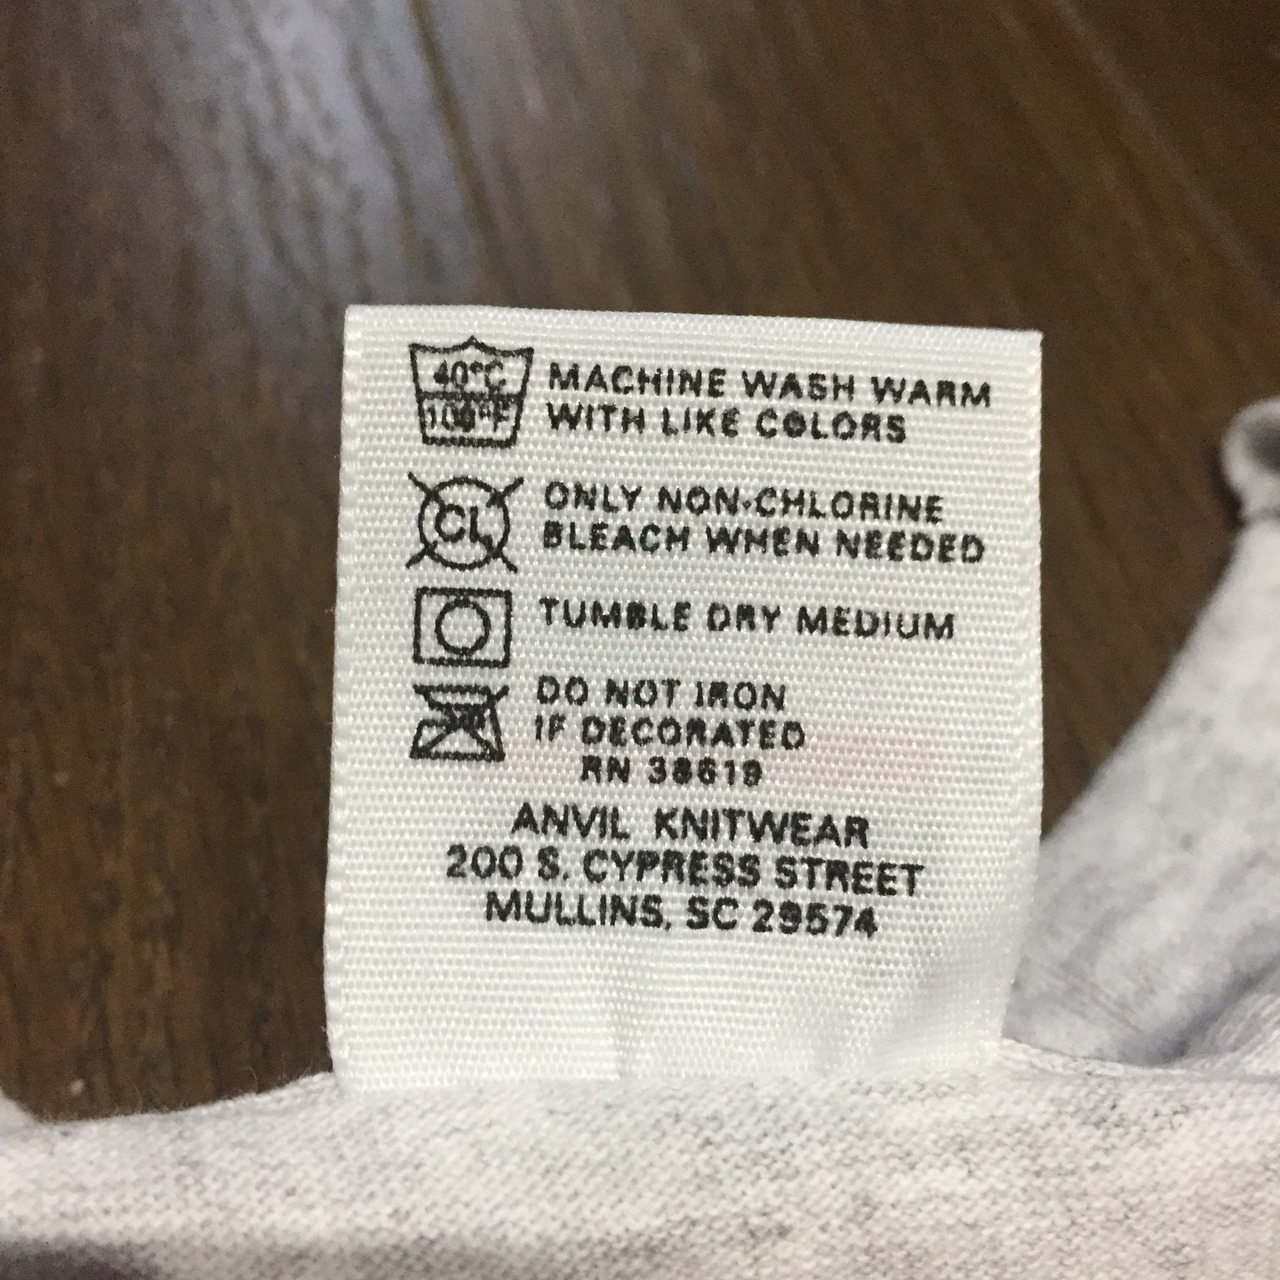 40°C
100°F
MACHINE WASH WARM
WITH LIKE COLORS
CL
ONLY NON-CHLORINE
BLEACH WHEN NEEDED
TUMBLE DRY MEDIUM
DO NOT IRON
IF DECORATED
RN 38619
ANVIL KNITWEAR
200 S. CYPRESS STREET
MULLINS, SC 29574